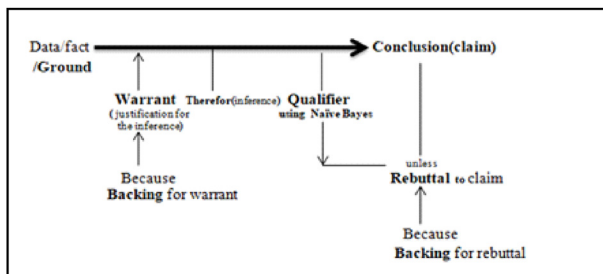 Data/fact
/Ground
Conclusion(claim)
Warrant
( justification for
the inference)
Therefor(inference)
Qualifier
using Naïve Bayes
Because
Backing for warrant
unless
Rebuttal to claim
Because
Backing for rebuttal